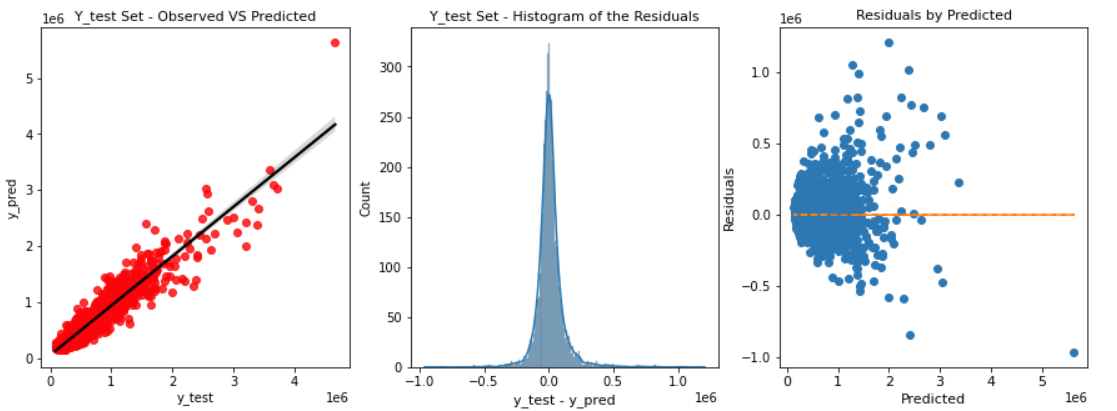 Y_test Set - Observed VS Predicted
1e6
5
4
3
2
1
0
y_pred
0
1
2
3
4
y_test
1e6
Y_test Set - Histogram of the Residuals
300
250
200
150
100
50
0
Count
−1.0
−0.5
0.0
0.5
1.0
y_test - y_pred
1e6
Residuals by Predicted
1e6
1.0
0.5
0.0
−0.5
−1.0
Residuals
0
1
2
3
4
5
Predicted
1e6